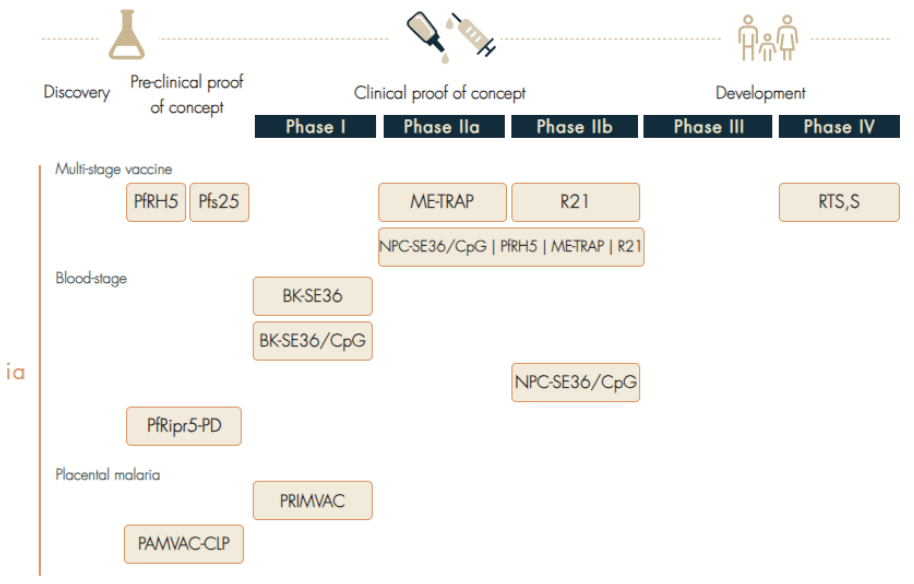 Discovery
Pre-clinical proof
of concept
Clinical proof of concept
Development
Phase I
Phase IIa
Phase IIb
Phase III
Phase IV
Multi-stage vaccine
PfRH5
Pfs25
ME-TRAP
R21
RTS,S
NPC-SE36/CpG | PfRH5 | ME-TRAP | R21
Blood-stage
BK-SE36
BK-SE36/CpG
ia
NPC-SE36/CpG
PfRipr5-PD
Placental malaria
PRIMVAC
PAMVAC-CLP